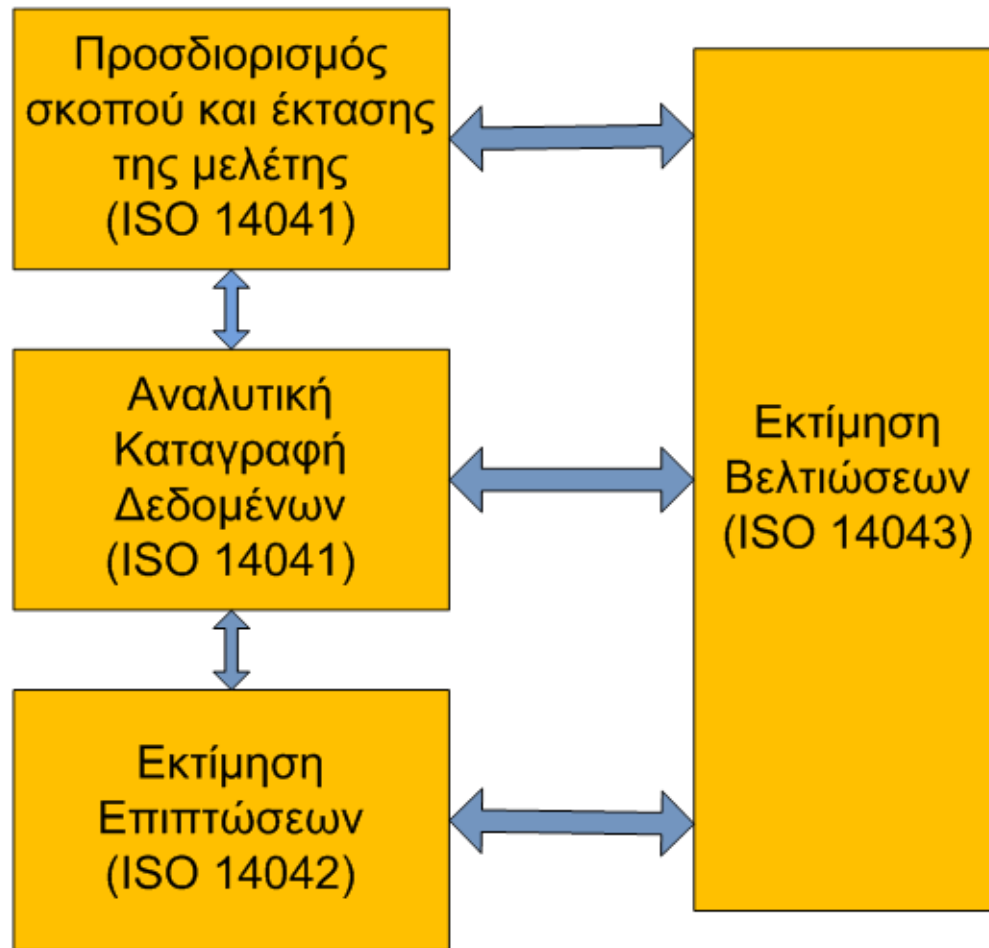 Προσδιορισμός
σκοπού και έκτασης
της μελέτης
(ISO 14041)
Αναλυτική
Καταγραφή
Δεδομένων
(ISO 14041)
Εκτίμηση
Επιπτώσεων
(ISO 14042)
Εκτίμηση
Βελτιώσεων
(ISO 14043)